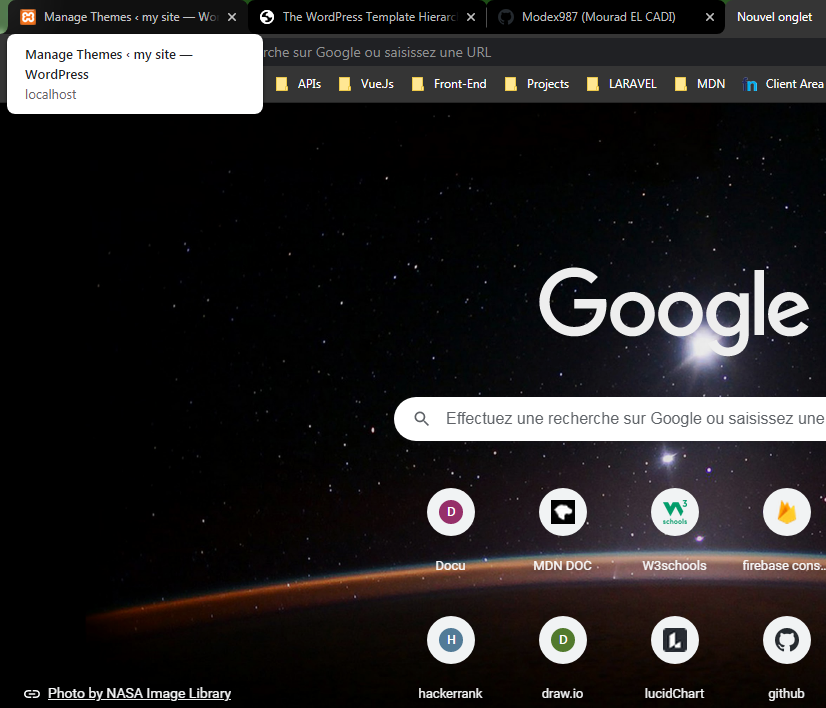 Manage Themes ‹ my site — Wo
The WordPress Template Hierarc
Modex987 (Mourad EL CADI)
Nouvel onglet
Manage Themes ‹ my site —
WordPress
localhost
rche sur Google ou saisissez une URL
APIs
VueJs
Front-End
Projects
LARAVEL
MDN
Client Area
Google
Effectuez une recherche sur Google ou saisissez une
D
W3
schools
Docu
MDN DOC
W3schools
firebase cons...
H
D
L
hackerrank
draw.io
lucidChart
github
Photo by NASA Image Library